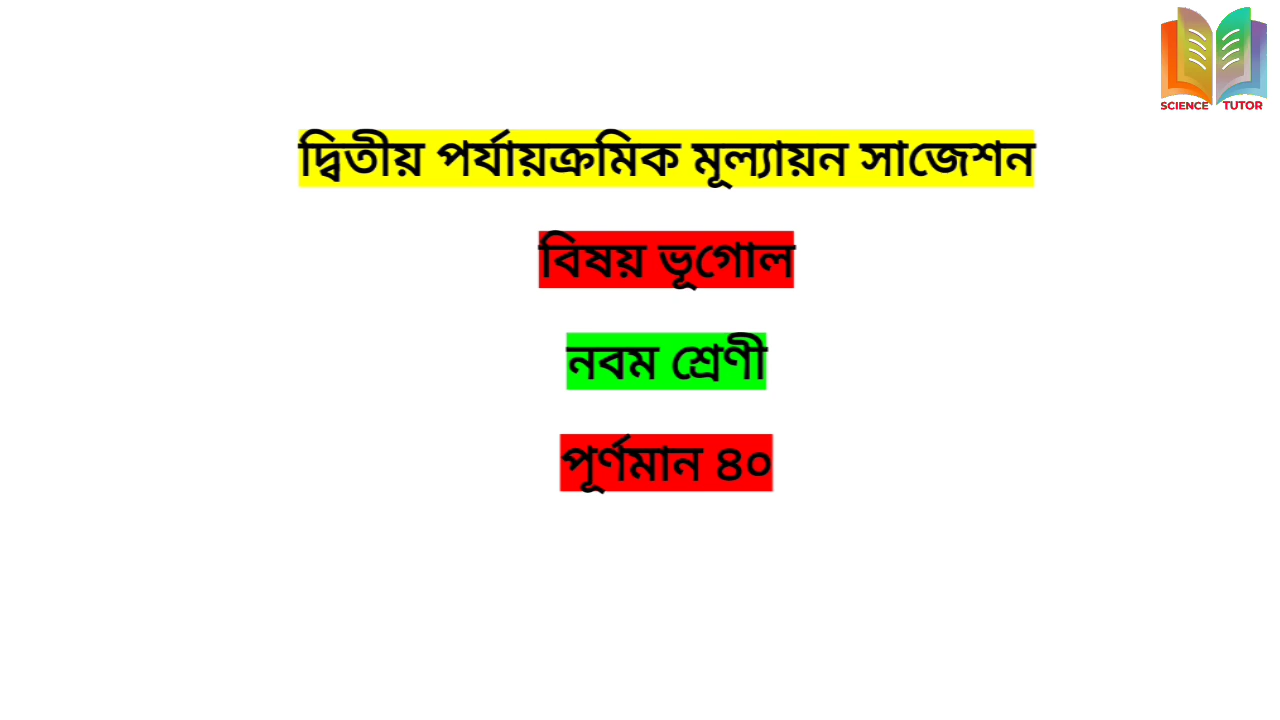 SCIENCE TUTOR
দ্বিতীয় পর্যায়ক্রমিক মূল্যায়ন সাজেশন
বিষয় ভূগোল
নবম শ্রেণী
পূর্ণমান ৪০